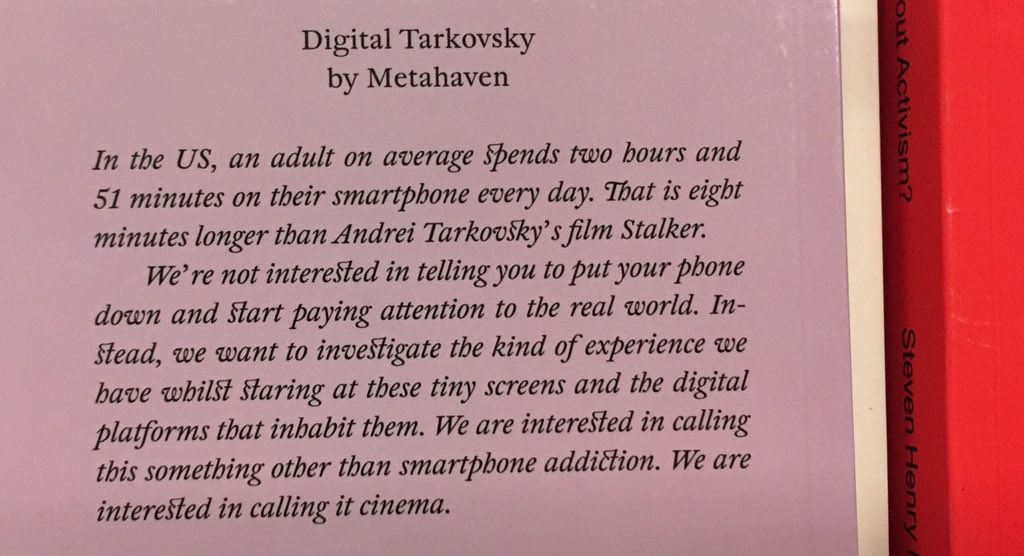 Digital Tarkovsky
by Metahaven
In the US, an adult on average spends two hours and
51 minutes on their smartphone every day. That is eight
minutes longer than Andrei Tarkovsky's film Stalker.
We're not interested in telling you to put your phone
down and start paying attention to the real world. In-
stead, we want to investigate the kind of experience we
have whilst staring at these tiny screens and the digital
platforms that inhabit them. We are interested in calling
this something other than smartphone addiction. We are
interested in calling it cinema.
out Activism?
Steven Henry